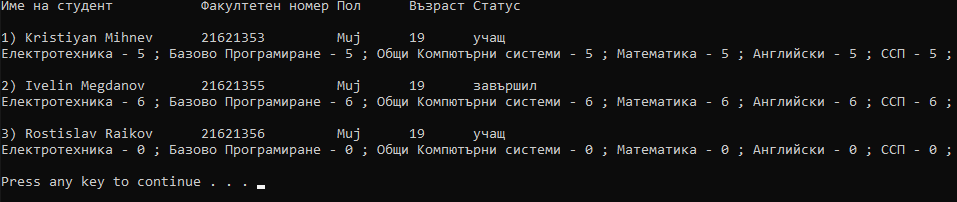 Име на студент Факултетен номер Пол Възраст Статус
1) Kristiyan Mihnev 21621353 Muj 19 учащ
Електротехника - 5 ; Базово Програмиране - 5 ; Общи Компютърни системи - 5 ; Математика - 5 ; Английски - 5 ; ССП - 5 ;
2) Ivelin Megdanov 21621355 Muj 19 завършил
Електротехника - 6 ; Базово Програмиране - 6 ; Общи Компютърни системи - 6 ; Математика - 6 ; Английски - 6 ; ССП - 6 ;
3) Rostislav Raikov 21621356 Muj 19 учащ
Електротехника - 0 ; Базово Програмиране - 0 ; Общи Компютърни системи - 0 ; Математика - 0 ; Английски - 0 ; ССП - 0 ;
Press any key to continue . . .